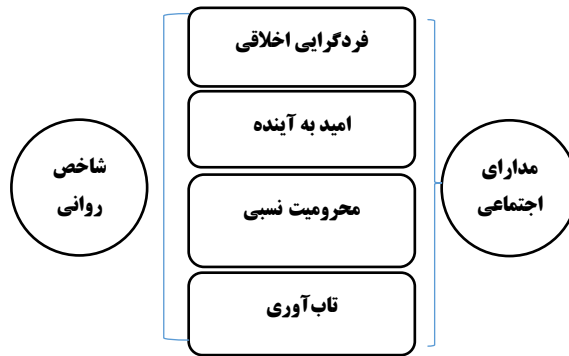 فردگرایی اخلاقی
امید به آینده
محرومیت نسبی
تاب‌آوری
مدارای
اجتماعی
شاخص
روانی